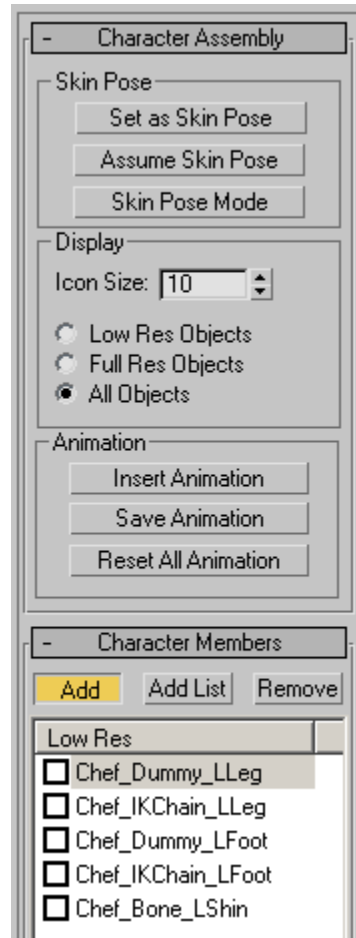 - Character Assembly
Skin Pose
Set as Skin Pose
Assume Skin Pose
Skin Pose Mode
Display
Icon Size: 10
Low Res Objects
Full Res Objects
All Objects
Animation
Insert Animation
Save Animation
Reset All Animation
- Character Members
Add Add List Remove
Low Res
Chef_Dummy_LLeg
Chef_IKChain_LLeg
Chef_Dummy_LFoot
Chef_IKChain_LFoot
Chef_Bone_LShin